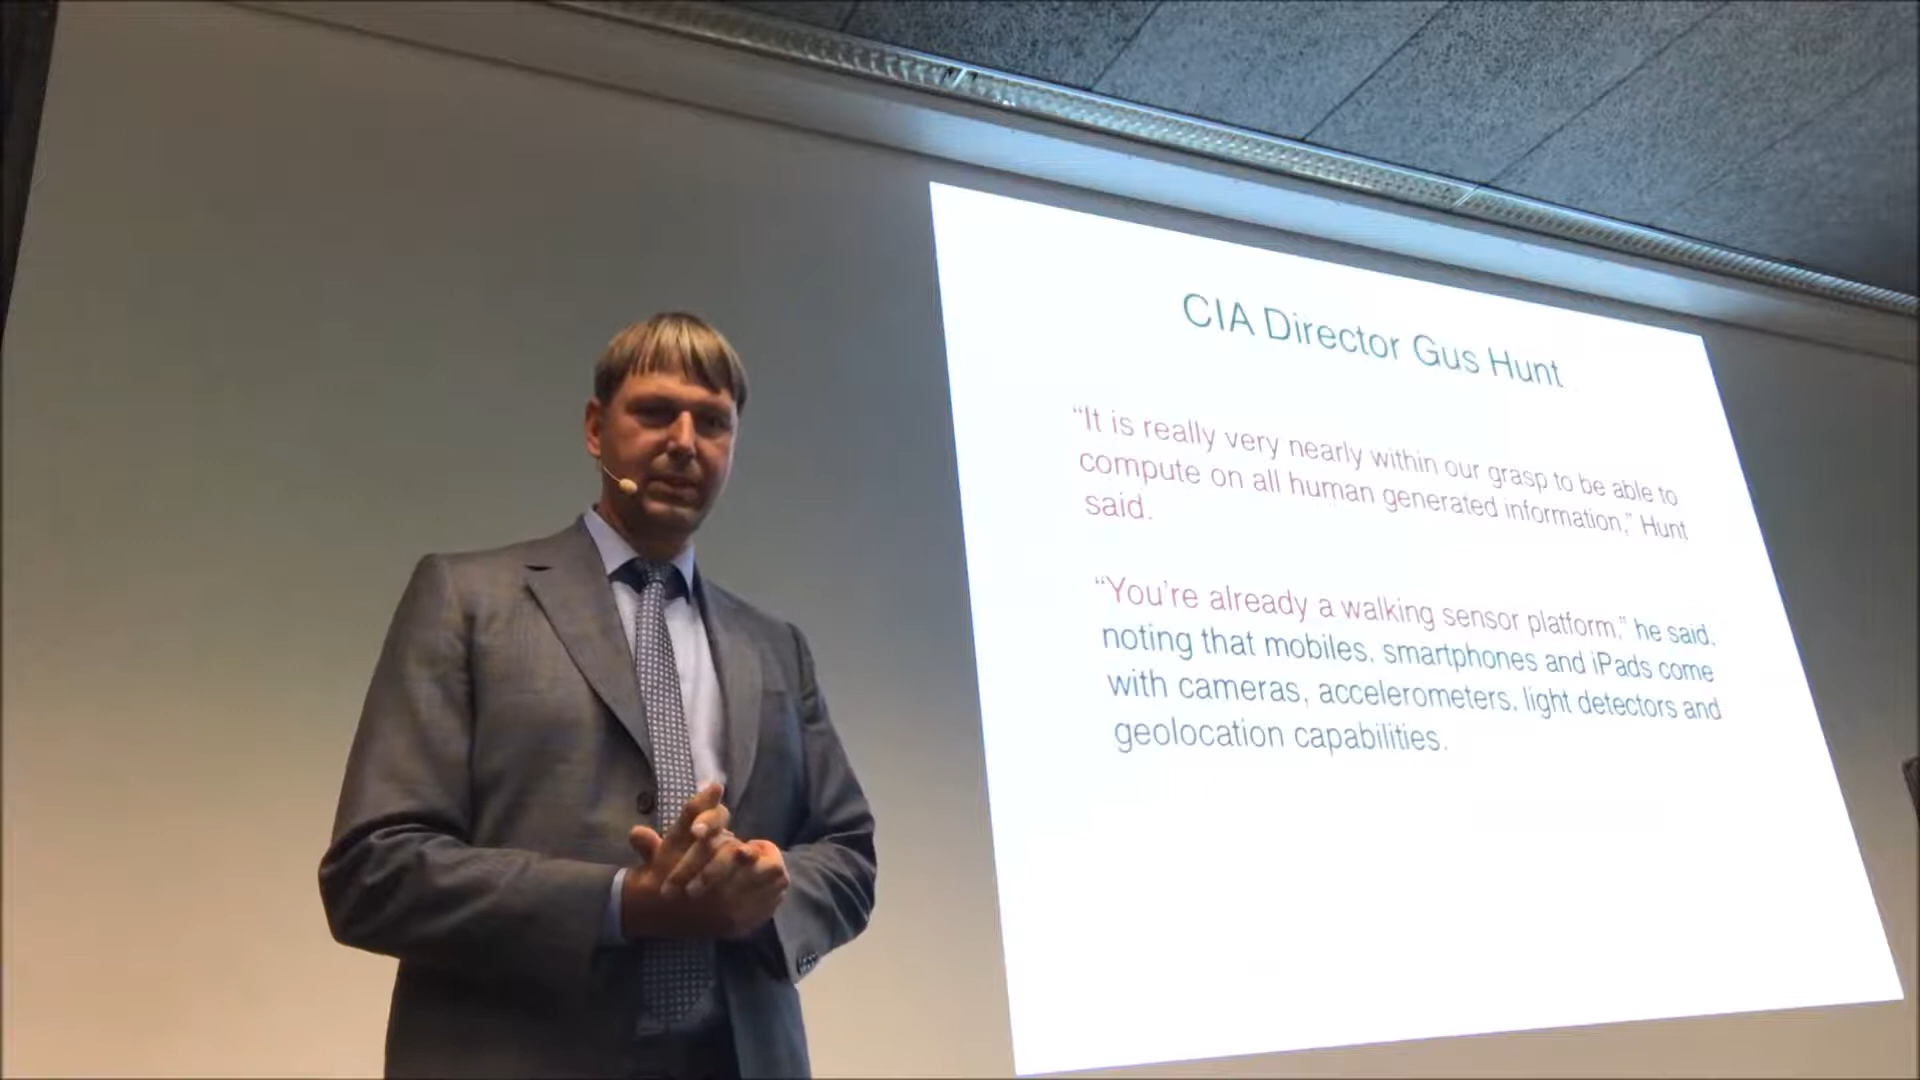 CIA Director Gus Hunt
“It is really very nearly within our grasp to be able to
compute on all human generated information,” Hunt
said.
“You’re already a walking sensor platform,” he said,
noting that mobiles, smartphones and iPads come
with cameras, accelerometers, light detectors and
geolocation capabilities.